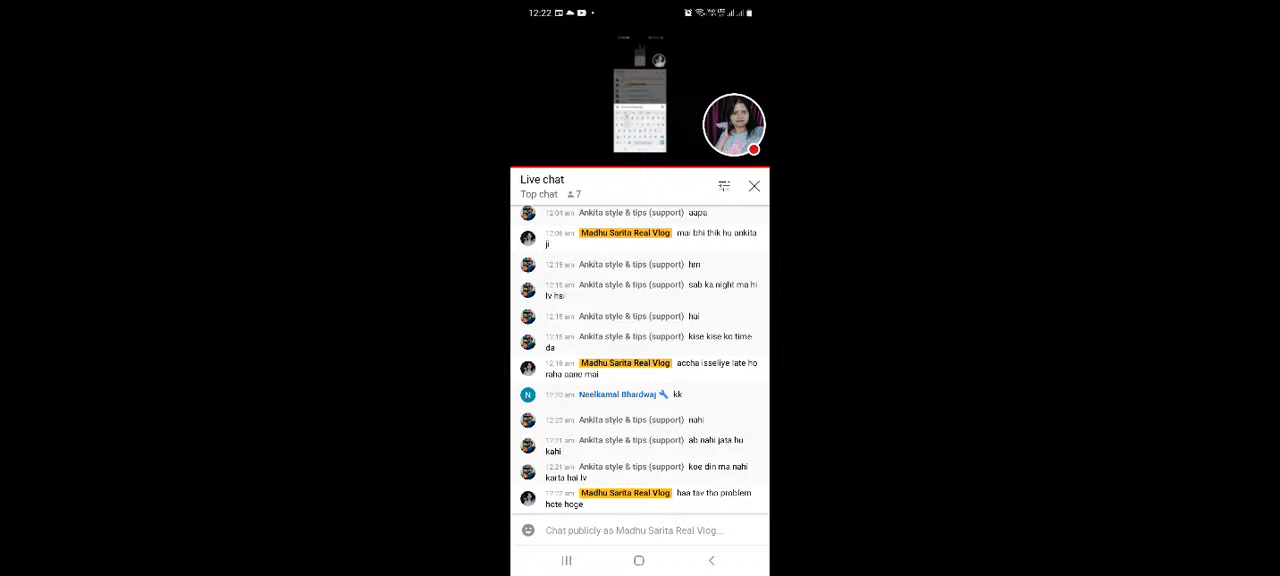 12:22
Live chat
Top chat 7
12:04 am Ankita style & tips (support) aapa
12:06 am Madhu Sarita Real Vlog mai bhi thik hu ankita
ji
12:15 am Ankita style & tips (support) hm
12:15 am Ankita style & tips (support) sab ka night ma hi
lv hsi
12:15 am Ankita style & tips (support) hai
12:15 am Ankita style & tips (support) kise kise ko time
da
12:18 am Madhu Sarita Real Vlog accha isseliye late ho
raha aane mai
N 12:20 am Neelkamal Bhardwaj kk
12:23 am Ankita style & tips (support) nahi
12:21 am Ankita style & tips (support) ab nahi jata hu
kahi
12:21 am Ankita style & tips (support) koe din ma nahi
karta hai lv
12:22 am Madhu Sarita Real Vlog haa tav tho problem
hote hoge
Chat publicly as Madhu Sarita Real Vlog...